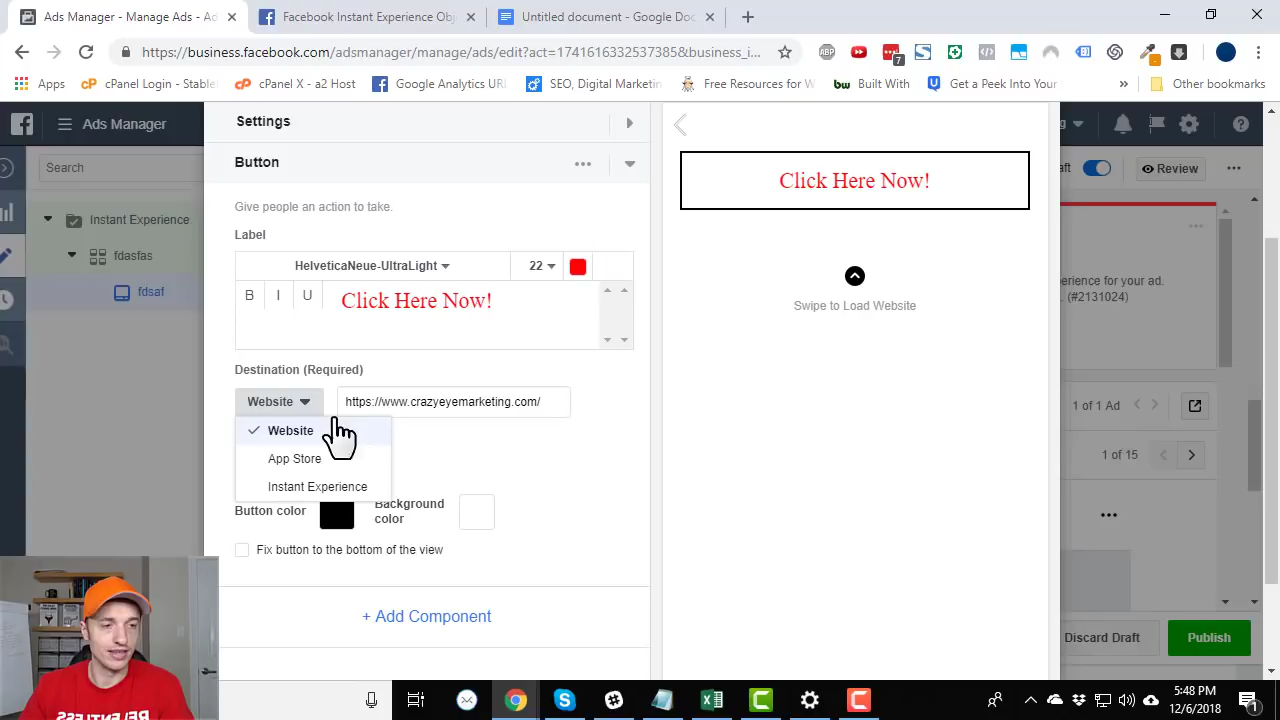 Ads Manager - Manage Ads - Ad
Facebook Instant Experience Obj
Untitled document - Google Doc
https://business.facebook.com/adsmanager/manage/ads/edit?act=1741616332537385&business_i...
ABP
7
Apps
cPanel Login - Stable
cPanel X - a2 Host
Google Analytics URL
SEO, Digital Marketin
Free Resources for W
Built With
Get a Peek Into Your
Other bookmarks
Ads Manager
Search
Instant Experience
fdasfas
fdsaf
Settings
Button
Give people an action to take.
Label
HelveticaNeue-UltraLight
22
B I U
Click Here Now!
Destination (Required)
Website
https://www.crazyeyemarketing.com/
Website
App Store
Instant Experience
Button color
Background color
Fix button to the bottom of the view
+ Add Component
Click Here Now!
Swipe to Load Website
Review
xperience for your ad.
. (#2131024)
1 of 1 Ad
1 of 15
Discard Draft
Publish
5:48 PM
12/6/2018
1